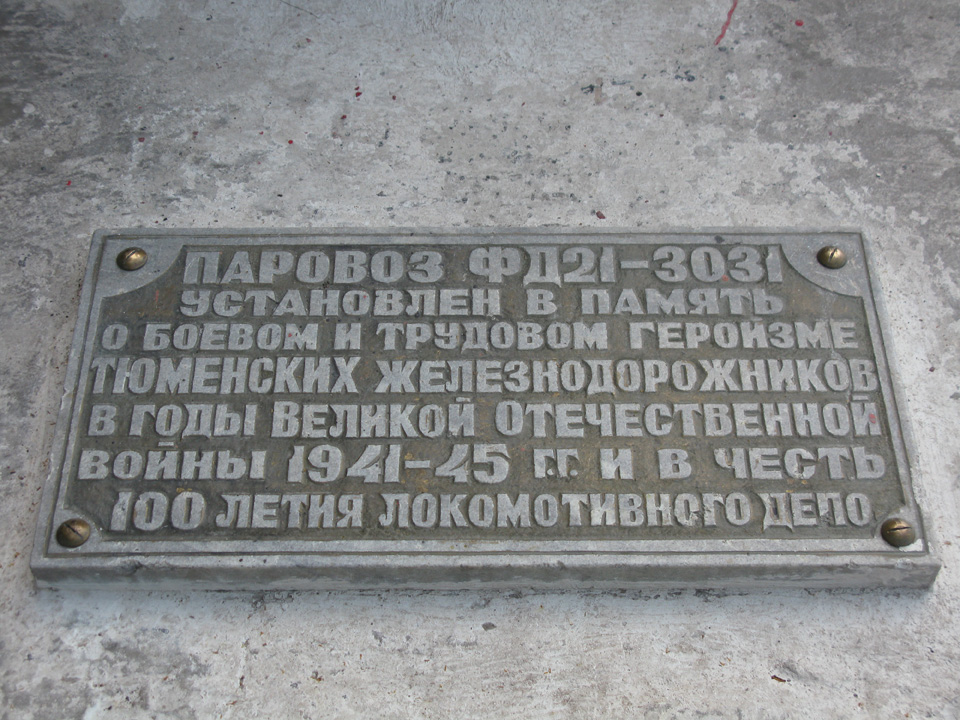 ПАРОВОЗ ФД21-3031
УСТАНОВЛЕН В ПАМЯТЬ
О БОЕВОМ И ТРУДОВОМ ГЕРОИЗМЕ
ТЮМЕНСКИХ ЖЕЛЕЗНОДОРОЖНИКОВ
В ГОДЫ ВЕЛИКОЙ ОТЕЧЕСТВЕННОЙ
ВОЙНЫ 1941-45 Г.Г. И В ЧЕСТЬ
100 ЛЕТИЯ ЛОКОМОТИВНОГО ДЕПО